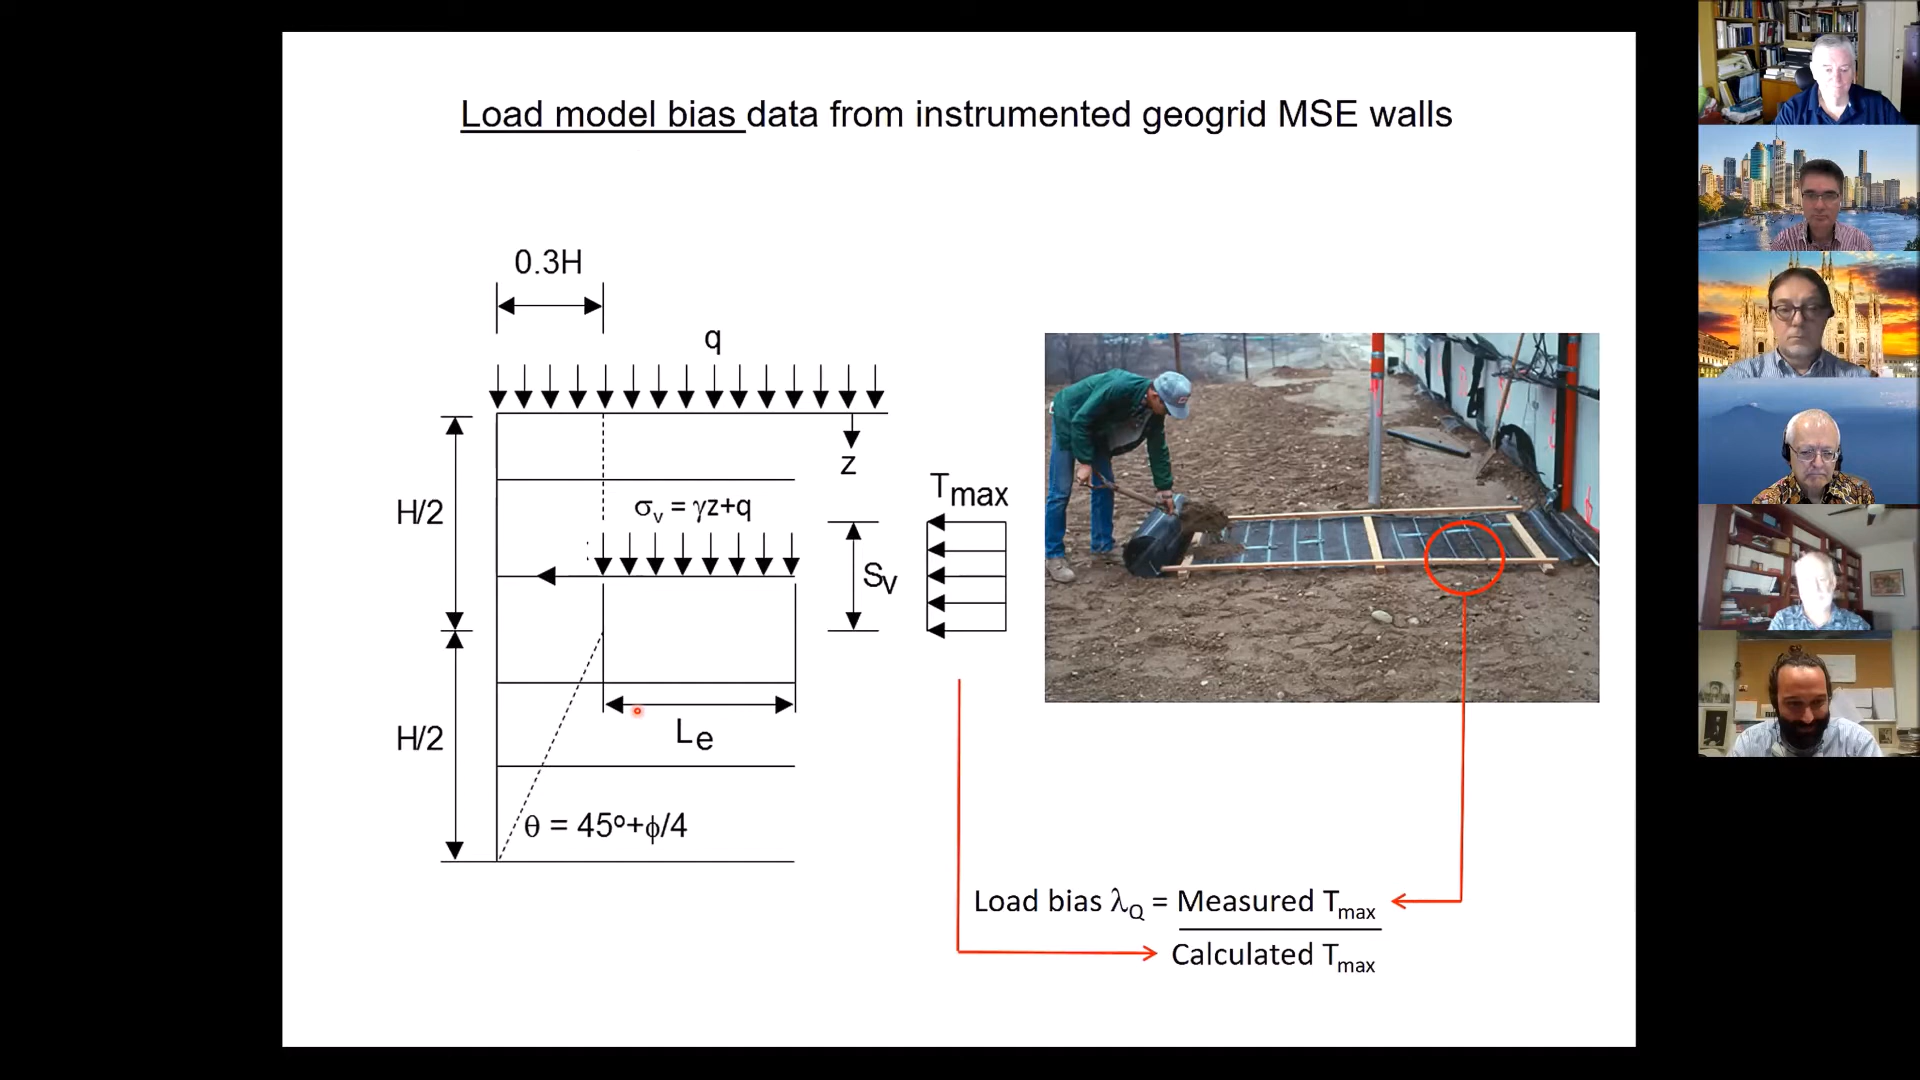 Load model bias data from instrumented geogrid MSE walls
0.3H
q
z
H/2
σv = γz+q
Tmax
Sv
Le
H/2
θ = 45º+ϕ/4
Load bias λQ = Measured Tmax
Calculated Tmax